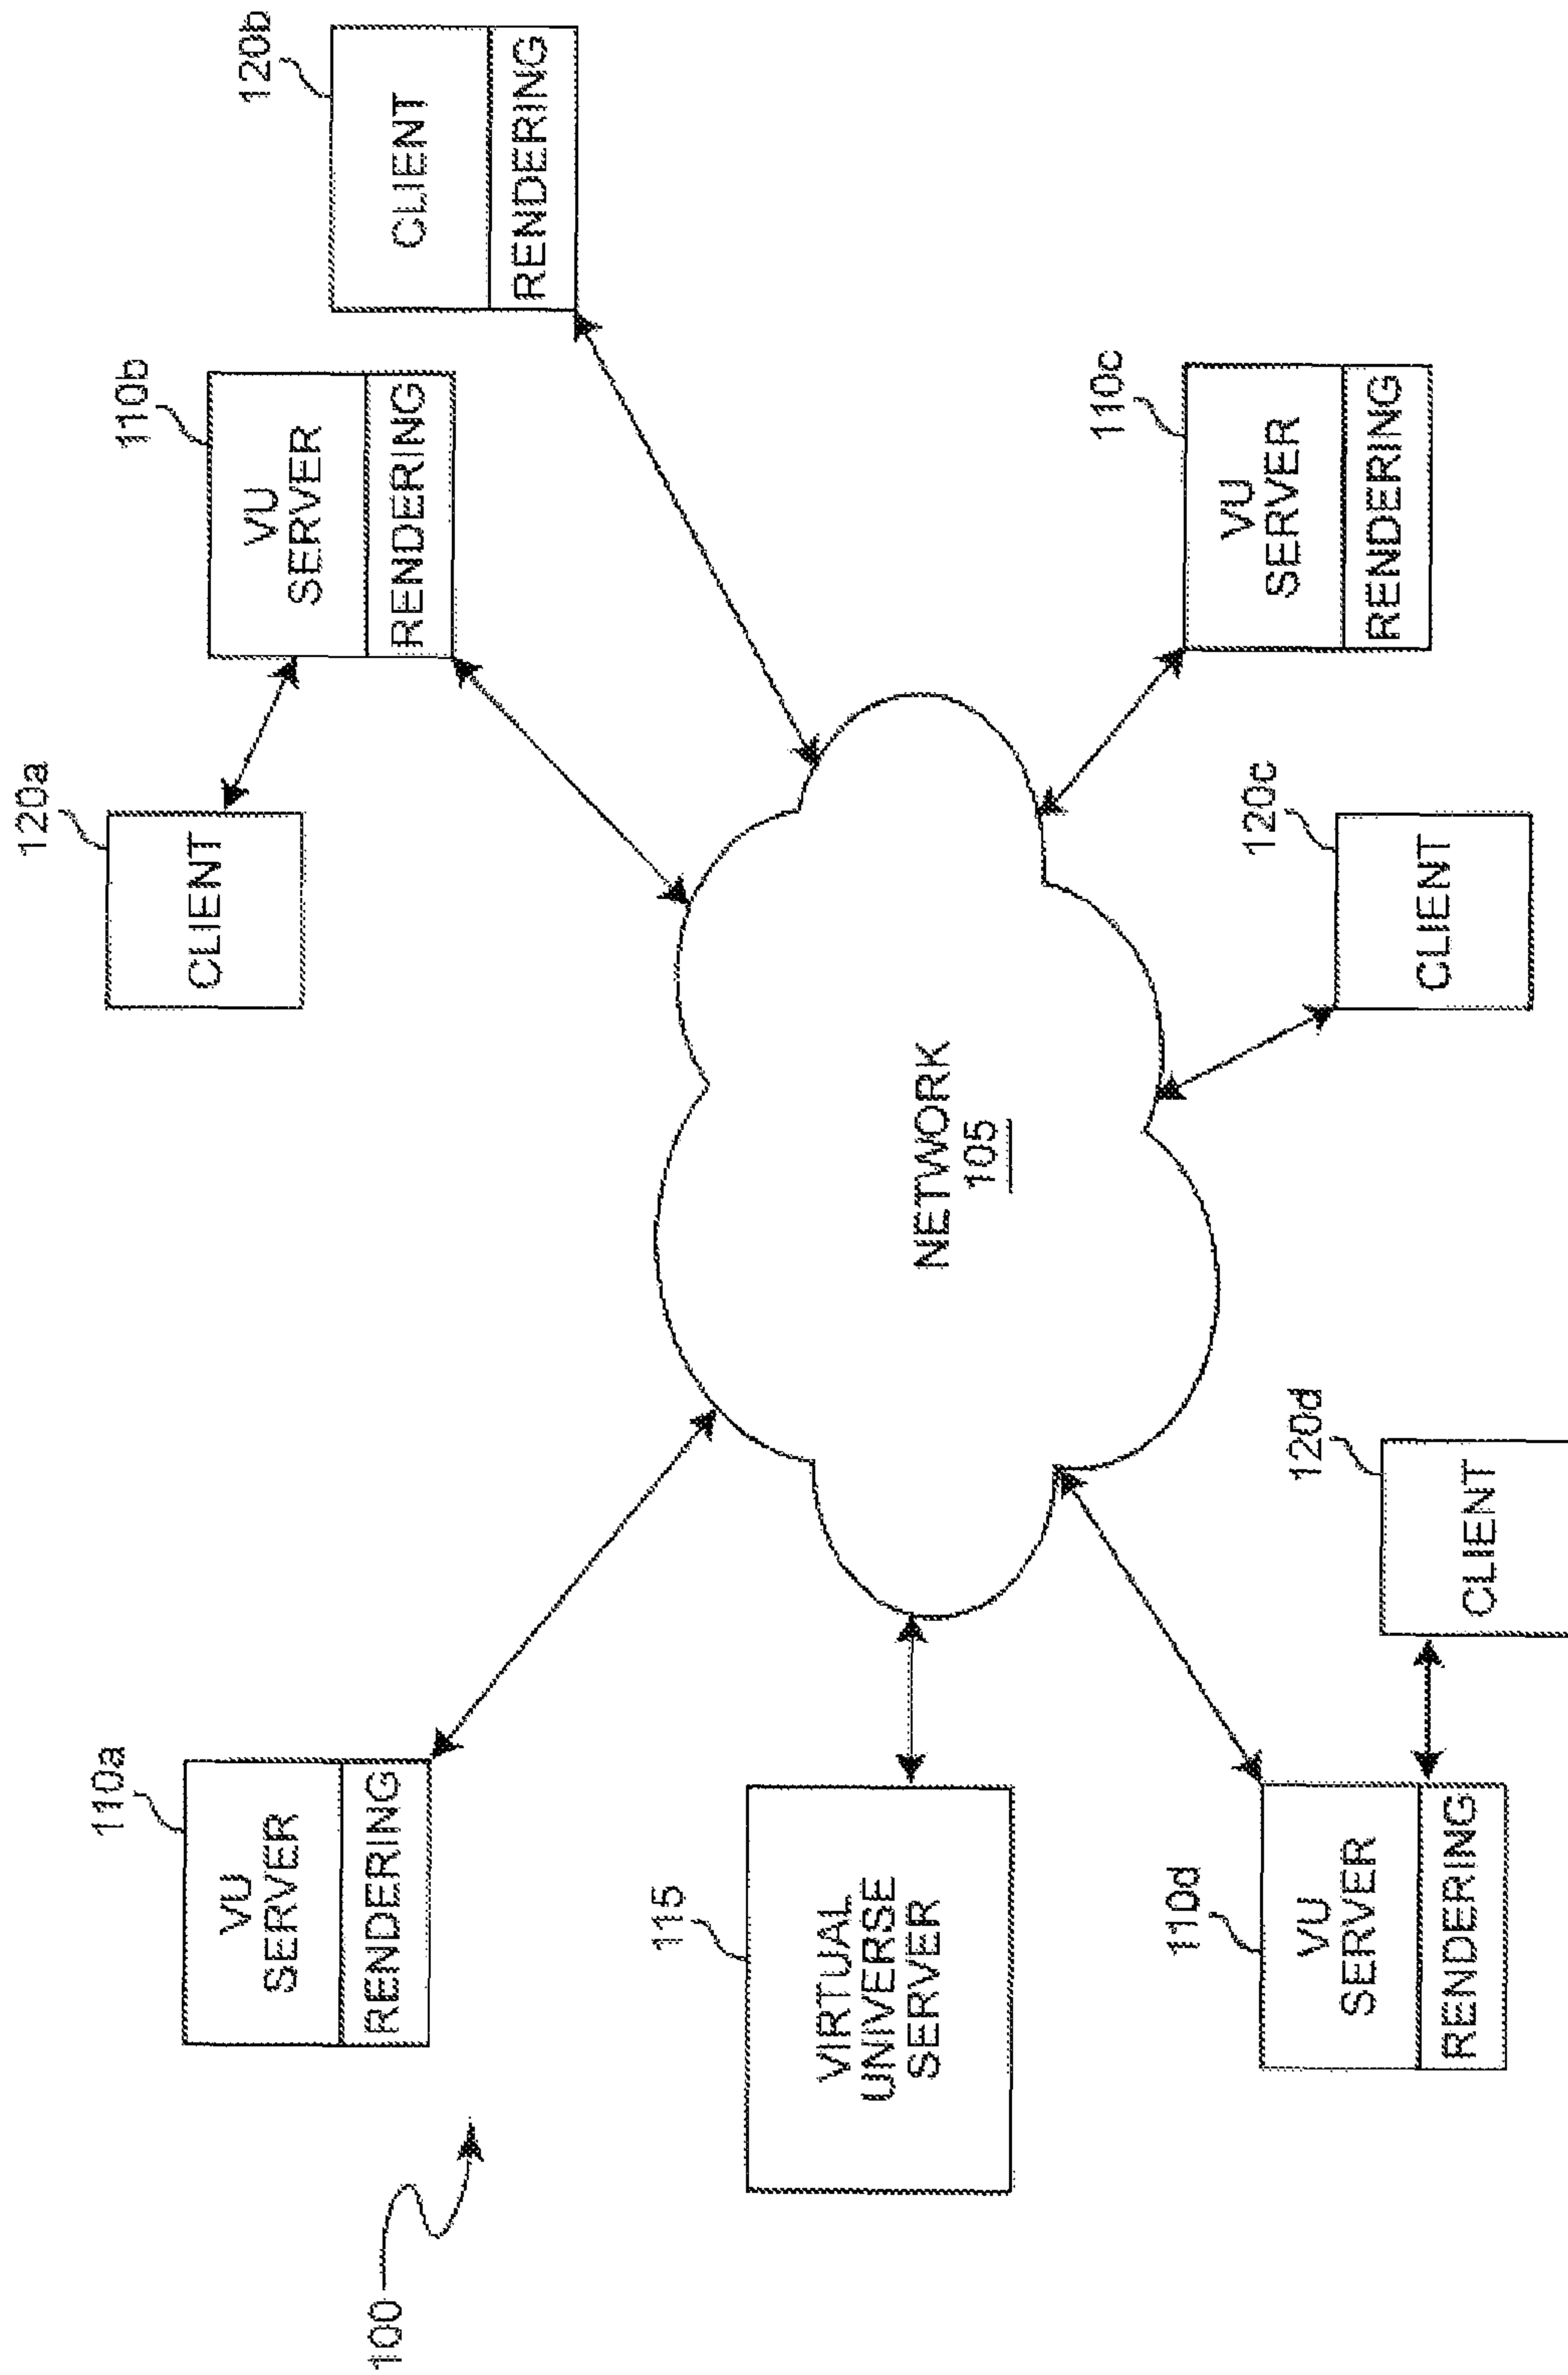 100
110a
VU
SERVER
RENDERING
120a
CLIENT
110b
VU
SERVER
RENDERING
120b
CLIENT
RENDERING
115
VIRTUAL
UNIVERSE
SERVER
NETWORK
105
110d
VU
SERVER
RENDERING
120d
CLIENT
120c
CLIENT
110c
VU
SERVER
RENDERING